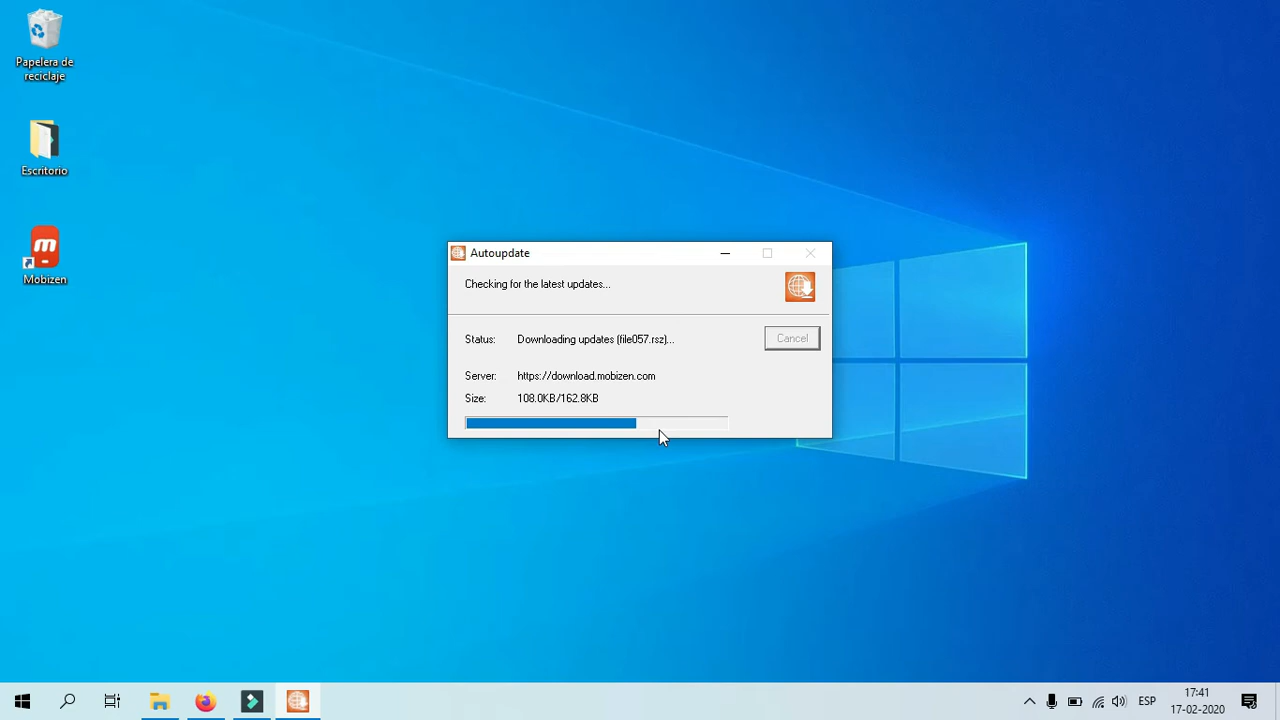 Papelera de
reciclaje
Escritorio
Mobizen
Autoupdate
Checking for the latest updates...
Status: Downloading updates (file057.rsz)...
Cancel
Server: https://download.mobizen.com
Size: 108.0KB/162.8KB
ESP
17:41
17-02-2020